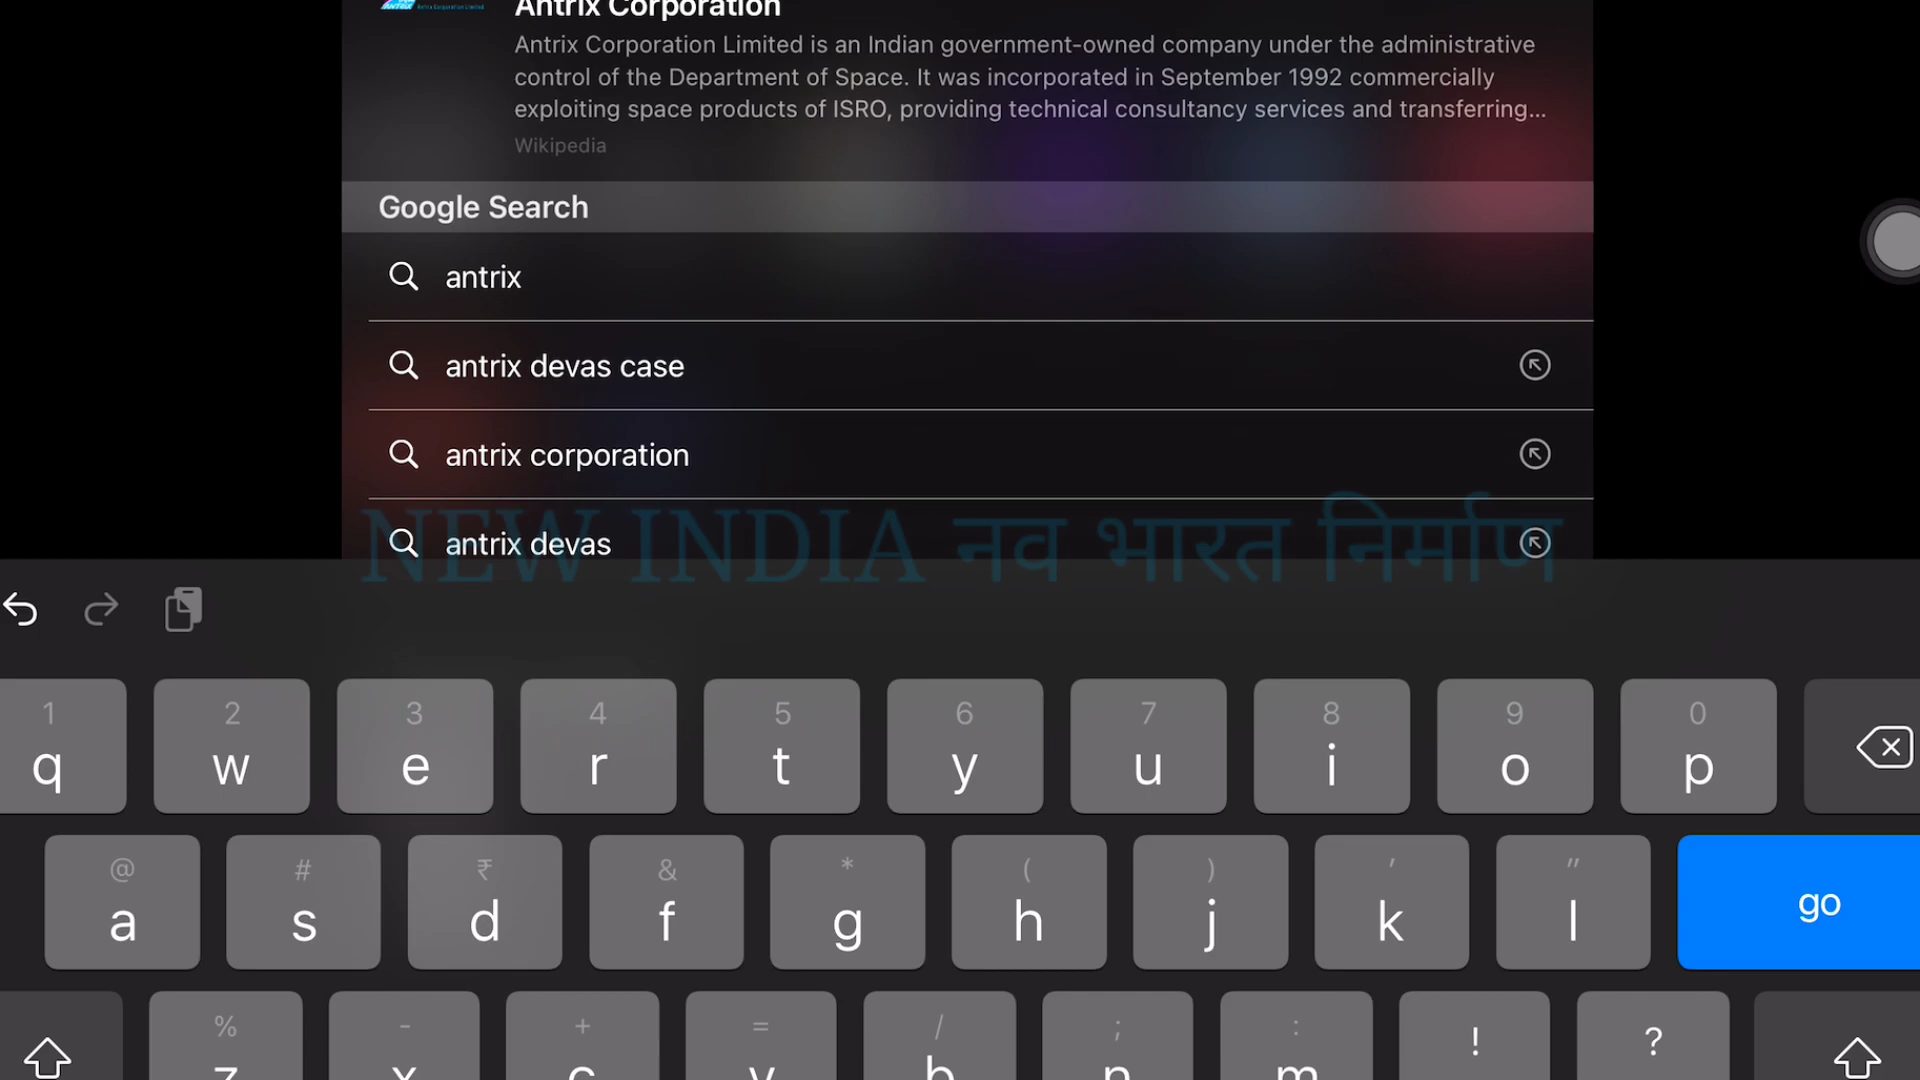 Antrix Corporation
Antrix Corporation Limited is an Indian government-owned company under the administrative
control of the Department of Space. It was incorporated in September 1992 commercially
exploiting space products of ISRO, providing technical consultancy services and transferring...
Wikipedia
Google Search
antrix
antrix devas case
antrix corporation
antrix devas
NEW INDIA नव भारत निर्माण
1 2 3 4 5 6 7 8 9 0
q w e r t y u i o p
@ # ₹ & * ( ) ' "
a s d f g h j k l go
% - + = / ; : ! ?
z x c v b n m